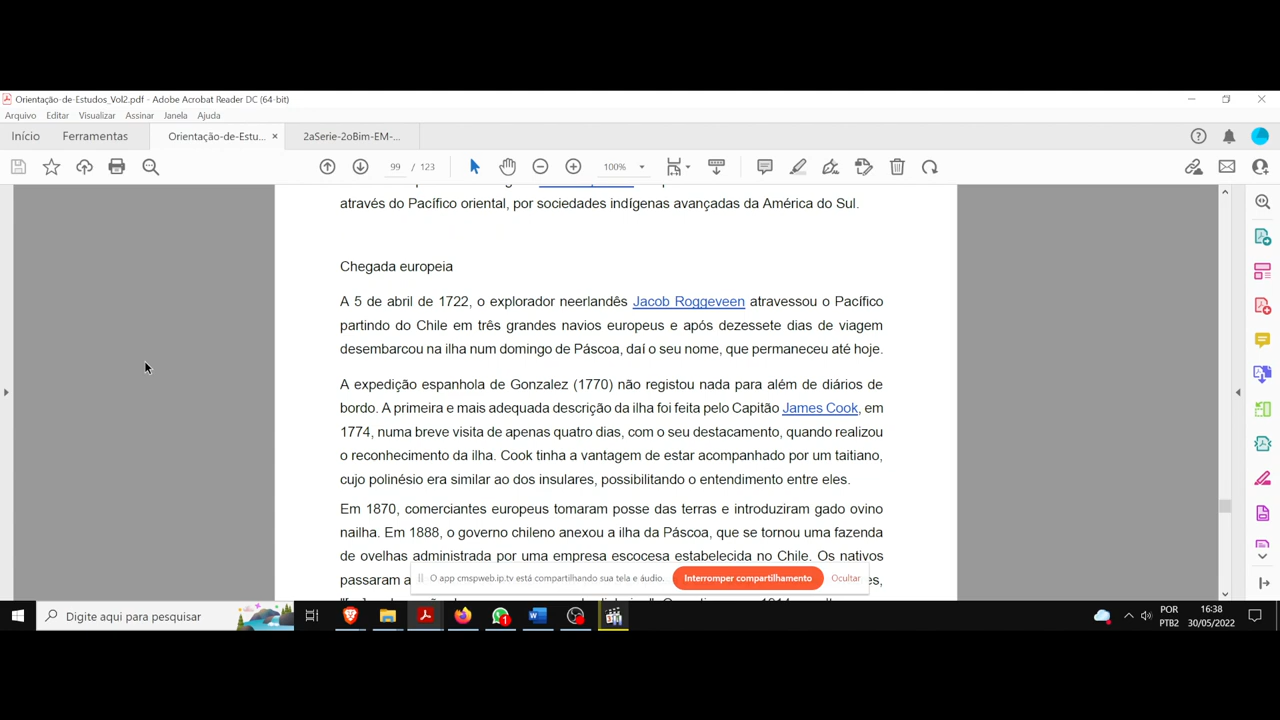 Orientação-de-Estudos_Vol2.pdf - Adobe Acrobat Reader DC (64-bit)
Arquivo Editar Visualizar Assinar Janela Ajuda
Início Ferramentas Orientação-de-Estu... × 2aSerie-2oBim-EM-...
99 / 123 100%
através do Pacífico oriental, por sociedades indígenas avançadas da América do Sul.
Chegada europeia
A 5 de abril de 1722, o explorador neerlandês Jacob Roggeveen atravessou o Pacífico
partindo do Chile em três grandes navios europeus e após dezessete dias de viagem
desembarcou na ilha num domingo de Páscoa, daí o seu nome, que permaneceu até hoje.
A expedição espanhola de Gonzalez (1770) não registou nada para além de diários de
bordo. A primeira e mais adequada descrição da ilha foi feita pelo Capitão James Cook, em
1774, numa breve visita de apenas quatro dias, com o seu destacamento, quando realizou
o reconhecimento da ilha. Cook tinha a vantagem de estar acompanhado por um taitiano,
cujo polinésio era similar ao dos insulares, possibilitando o entendimento entre eles.
Em 1870, comerciantes europeus tomaram posse das terras e introduziram gado ovino
nailha. Em 1888, o governo chileno anexou a ilha da Páscoa, que se tornou uma fazenda
de ovelhas administrada por uma empresa escocesa estabelecida no Chile. Os nativos
passaram a
O app cmspweb.ip.tv está compartilhando sua tela e áudio. Interromper compartilhamento Ocultar
Digite aqui para pesquisar
1
POR
PTB2
16:38
30/05/2022